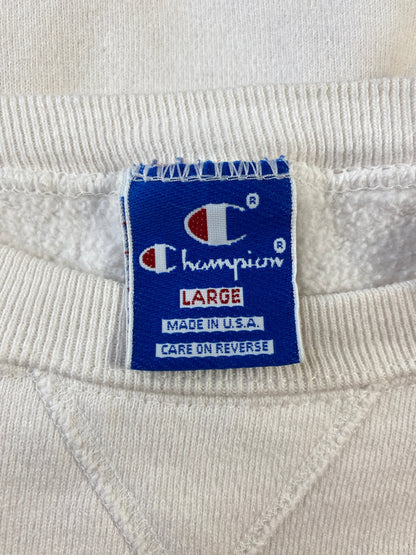 ®
Champion®
LARGE
MADE IN U.S.A.
CARE ON REVERSE